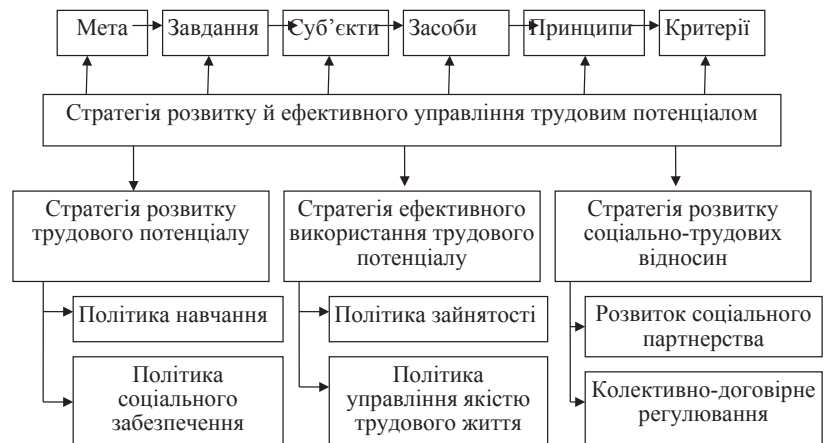 Мета
Завдання
Суб’єкти
Засоби
Принципи
Критерії
Стратегія розвитку й ефективного управління трудовим потенціалом
Стратегія розвитку
трудового потенціалу
Стратегія ефективного
використання трудового
потенціалу
Стратегія розвитку
соціально-трудових
відносин
Політика навчання
Політика зайнятості
Розвиток соціального
партнерства
Політика
соціального
забезпечення
Політика
управління якістю
трудового життя
Колективно-договірне
регулювання